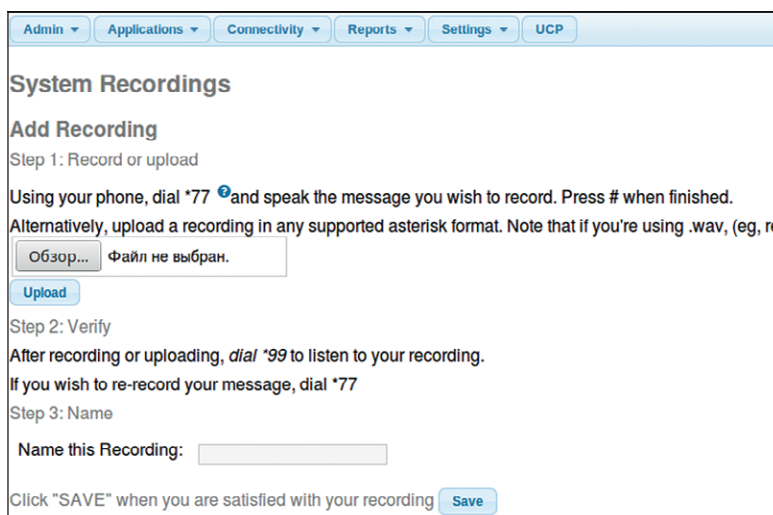 Admin Applications Connectivity Reports Settings UCP
System Recordings
Add Recording
Step 1: Record or upload
Using your phone, dial *77 ? and speak the message you wish to record. Press # when finished.
Alternatively, upload a recording in any supported asterisk format. Note that if you're using .wav, (eg,
Обзор... Файл не выбран.
Upload
Step 2: Verify
After recording or uploading, dial *99 to listen to your recording.
If you wish to re-record your message, dial *77
Step 3: Name
Name this Recording:
Click "SAVE" when you are satisfied with your recording Save